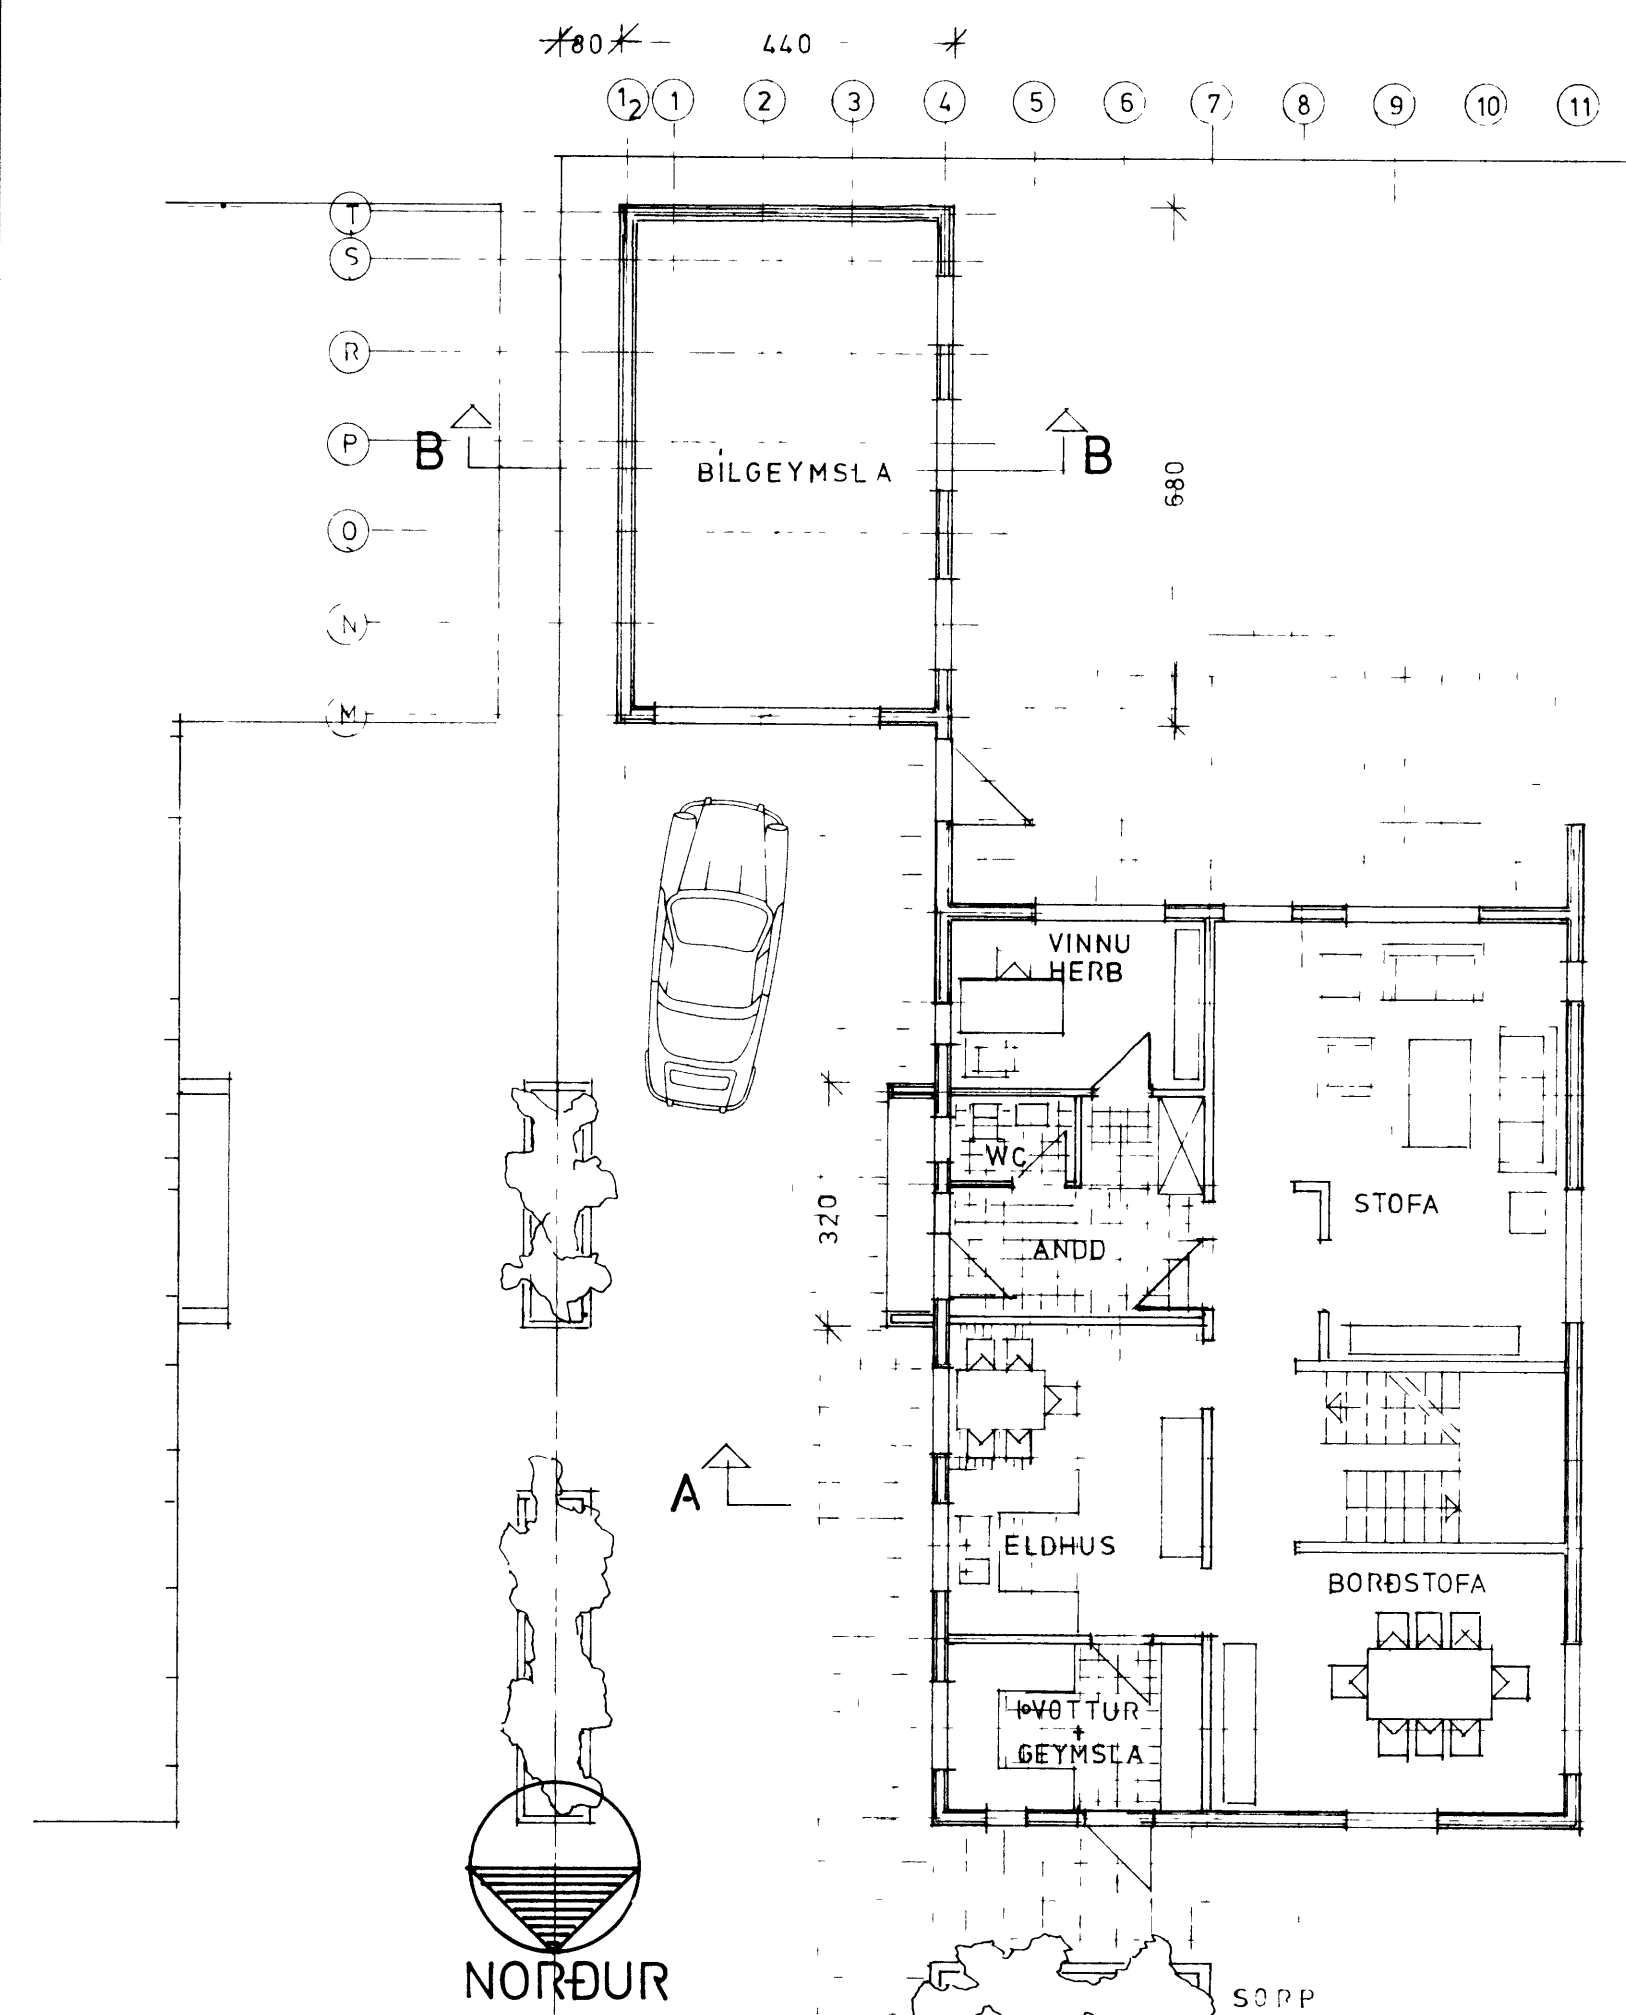 80 440
1 2 1 2 3 4 5 6 7 8 9 10 11
T
S
R
P
B B
BÍLGEYMSLA
680
Q
N
M
VINNU
HERB
WC
320
STOFA
ANDD
A
ELDHUS
BORÐSTOFA
ÞVOTTUR
+
GEYMSLA
NORÐUR
SORP